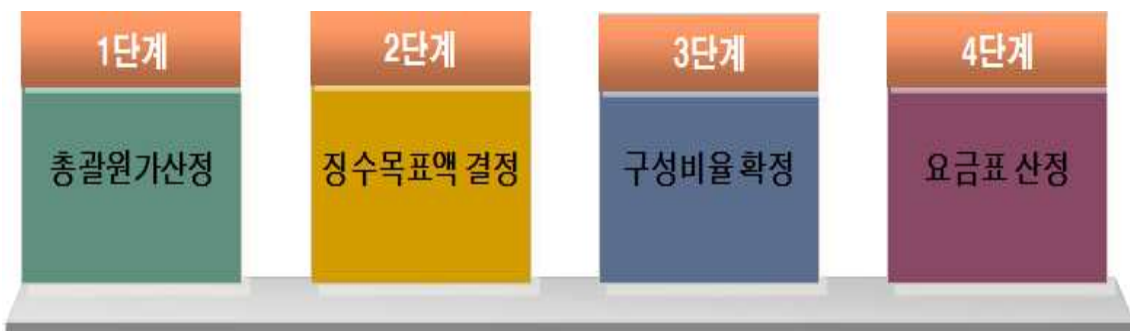 1단계
총괄원가산정
2단계
징수목표액 결정
3단계
구성비율 확정
4단계
요금표 산정